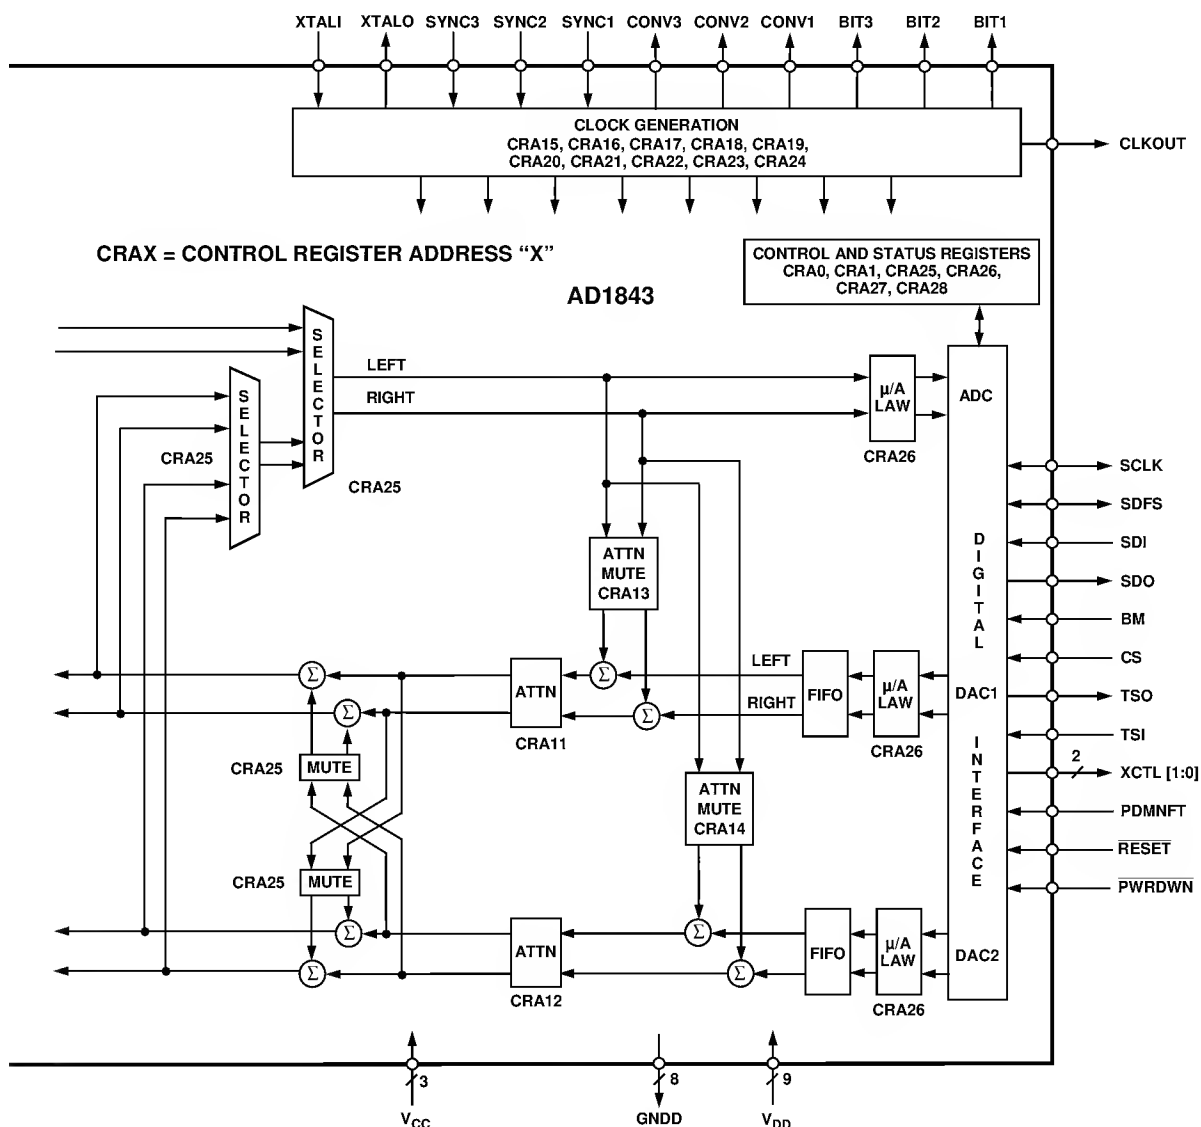 XTALI XTALO SYNC3 SYNC2 SYNC1 CONV3 CONV2 CONV1 BIT3 BIT2 BIT1
CLOCK GENERATION
CRA15, CRA16, CRA17, CRA18, CRA19,
CRA20, CRA21, CRA22, CRA23, CRA24
CLKOUT
CRAX = CONTROL REGISTER ADDRESS “X”
CONTROL AND STATUS REGISTERS
CRA0, CRA1, CRA25, CRA26,
CRA27, CRA28
AD1843
SELECTOR
LEFT
RIGHT
SELECTOR
CRA25
CRA25
µ/A
LAW
CRA26
ADC
SCLK
SDFS
SDI
SDO
BM
CS
TSO
TSI
2
XCTL [1:0]
PDMNFT
RESET
PWRDWN
DIGITAL
INTERFACE
DAC1
DAC2
ATTN
MUTE
CRA13
Σ
Σ
ATTN
CRA11
Σ
Σ
LEFT
RIGHT
FIFO
µ/A
LAW
CRA26
CRA25
MUTE
ATTN
MUTE
CRA14
CRA25
MUTE
Σ
Σ
ATTN
CRA12
Σ
Σ
FIFO
µ/A
LAW
CRA26
3
8
9
VCC
GNDD
VDD